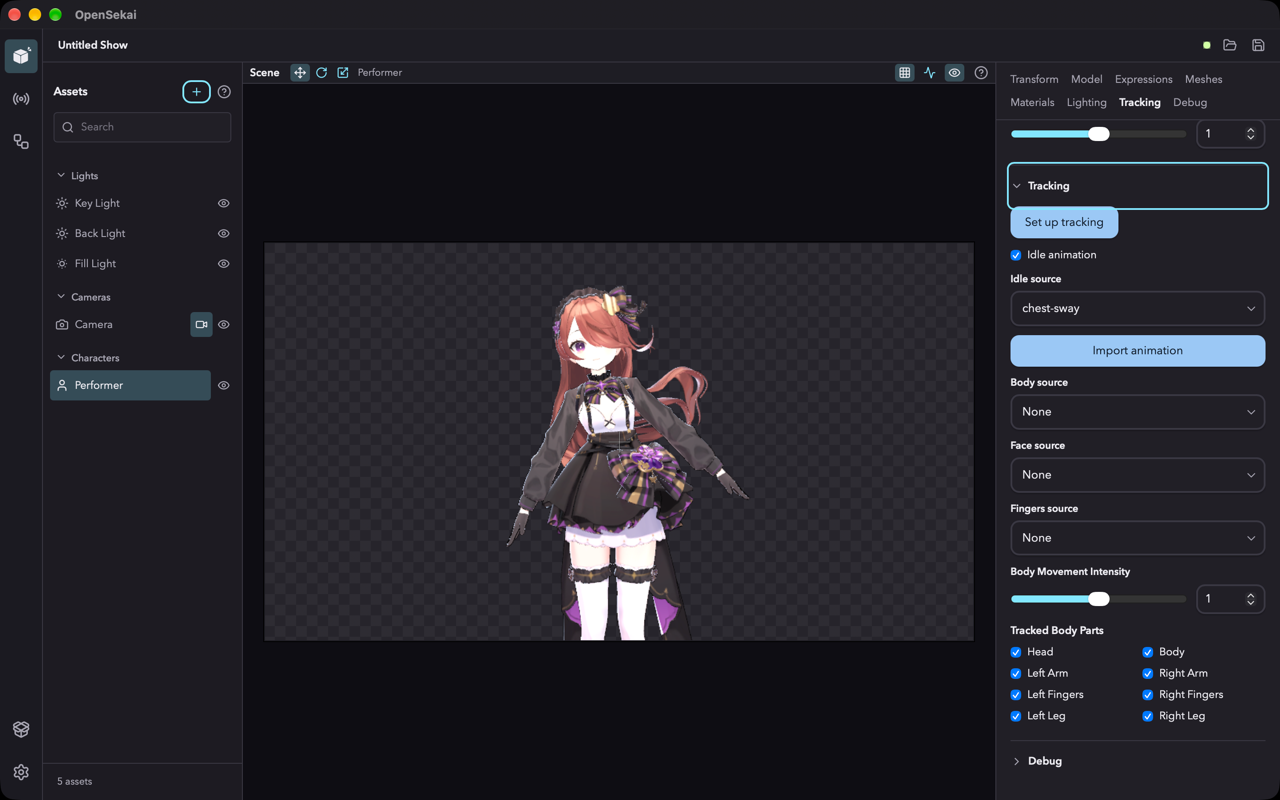 OpenSekai
Untitled Show
Assets
Search
Lights
Key Light
Back Light
Fill Light
Cameras
Camera
Characters
Performer
5 assets
Scene
Performer
Transform Model Expressions Meshes
Materials Lighting Tracking Debug
1
Tracking
Set up tracking
Idle animation
Idle source
chest-sway
Import animation
Body source
None
Face source
None
Fingers source
None
Body Movement Intensity
1
Tracked Body Parts
Head Body
Left Arm Right Arm
Left Fingers Right Fingers
Left Leg Right Leg
Debug